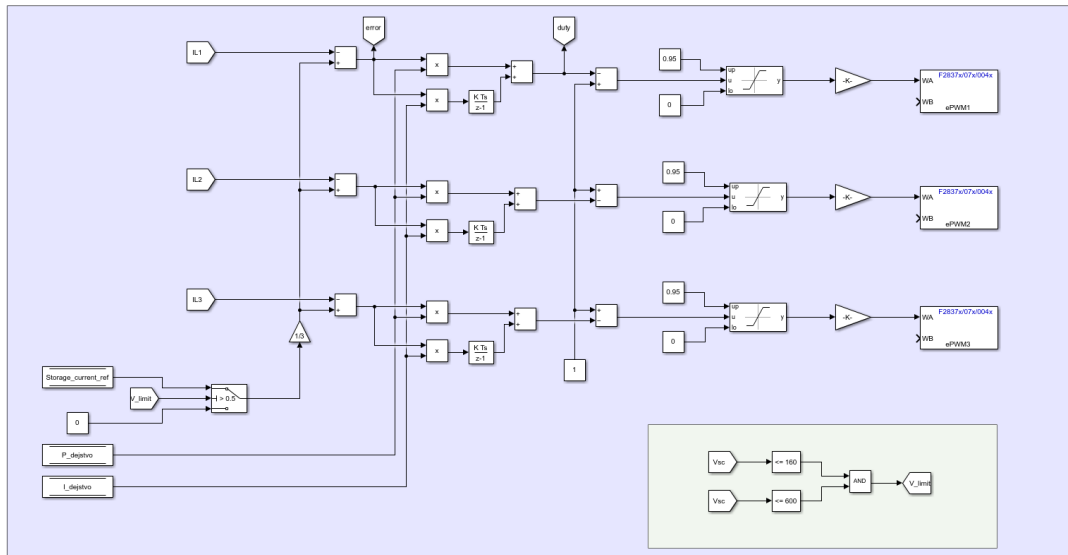 error
duty
IL1
−
+
x
x
K Ts
z-1
+
+
−
+
0.95
0
up
u
lo
y
-K-
F2837x/07x/004x
WA
WB
ePWM1
IL2
−
+
x
x
K Ts
z-1
+
+
+
−
0.95
0
up
u
lo
y
-K-
F2837x/07x/004x
WA
WB
ePWM2
IL3
−
+
x
x
K Ts
z-1
+
+
+
−
0.95
0
up
u
lo
y
-K-
F2837x/07x/004x
WA
WB
ePWM3
1/3
1
Storage_current_ref
V_limit
> 0.5
0
P_dejstvo
I_dejstvo
Vsc
<= 160
AND
V_limit
Vsc
<= 600